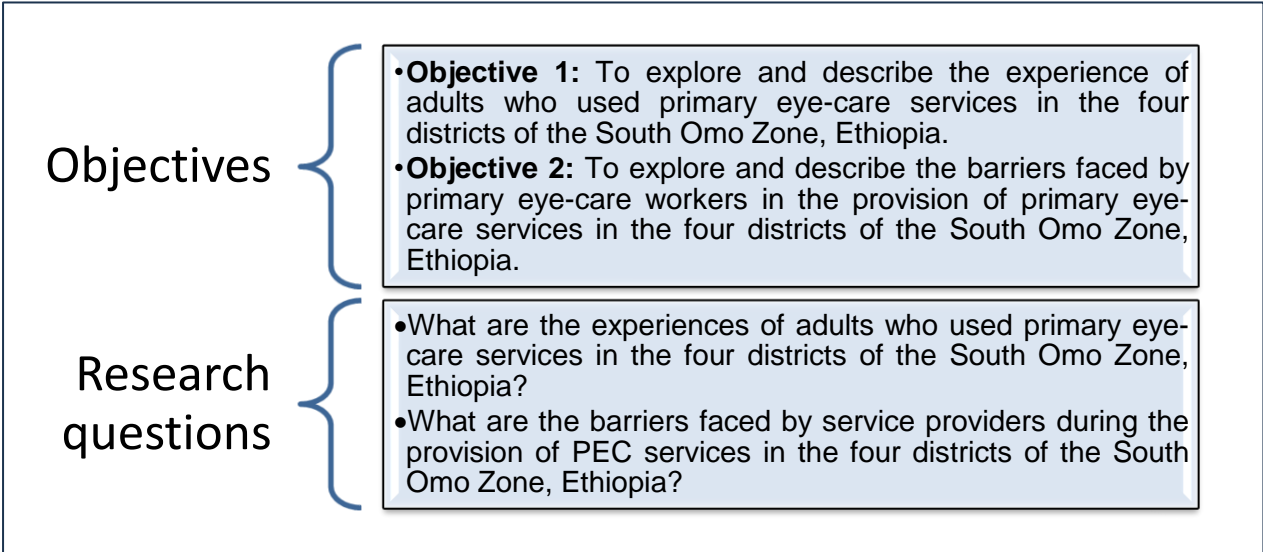 Objectives
•Objective 1: To explore and describe the experience of
adults who used primary eye-care services in the four
districts of the South Omo Zone, Ethiopia.
•Objective 2: To explore and describe the barriers faced by
primary eye-care workers in the provision of primary eye-
care services in the four districts of the South Omo Zone,
Ethiopia.
Research
questions
•What are the experiences of adults who used primary eye-
care services in the four districts of the South Omo Zone,
Ethiopia?
•What are the barriers faced by service providers during the
provision of PEC services in the four districts of the South
Omo Zone, Ethiopia?